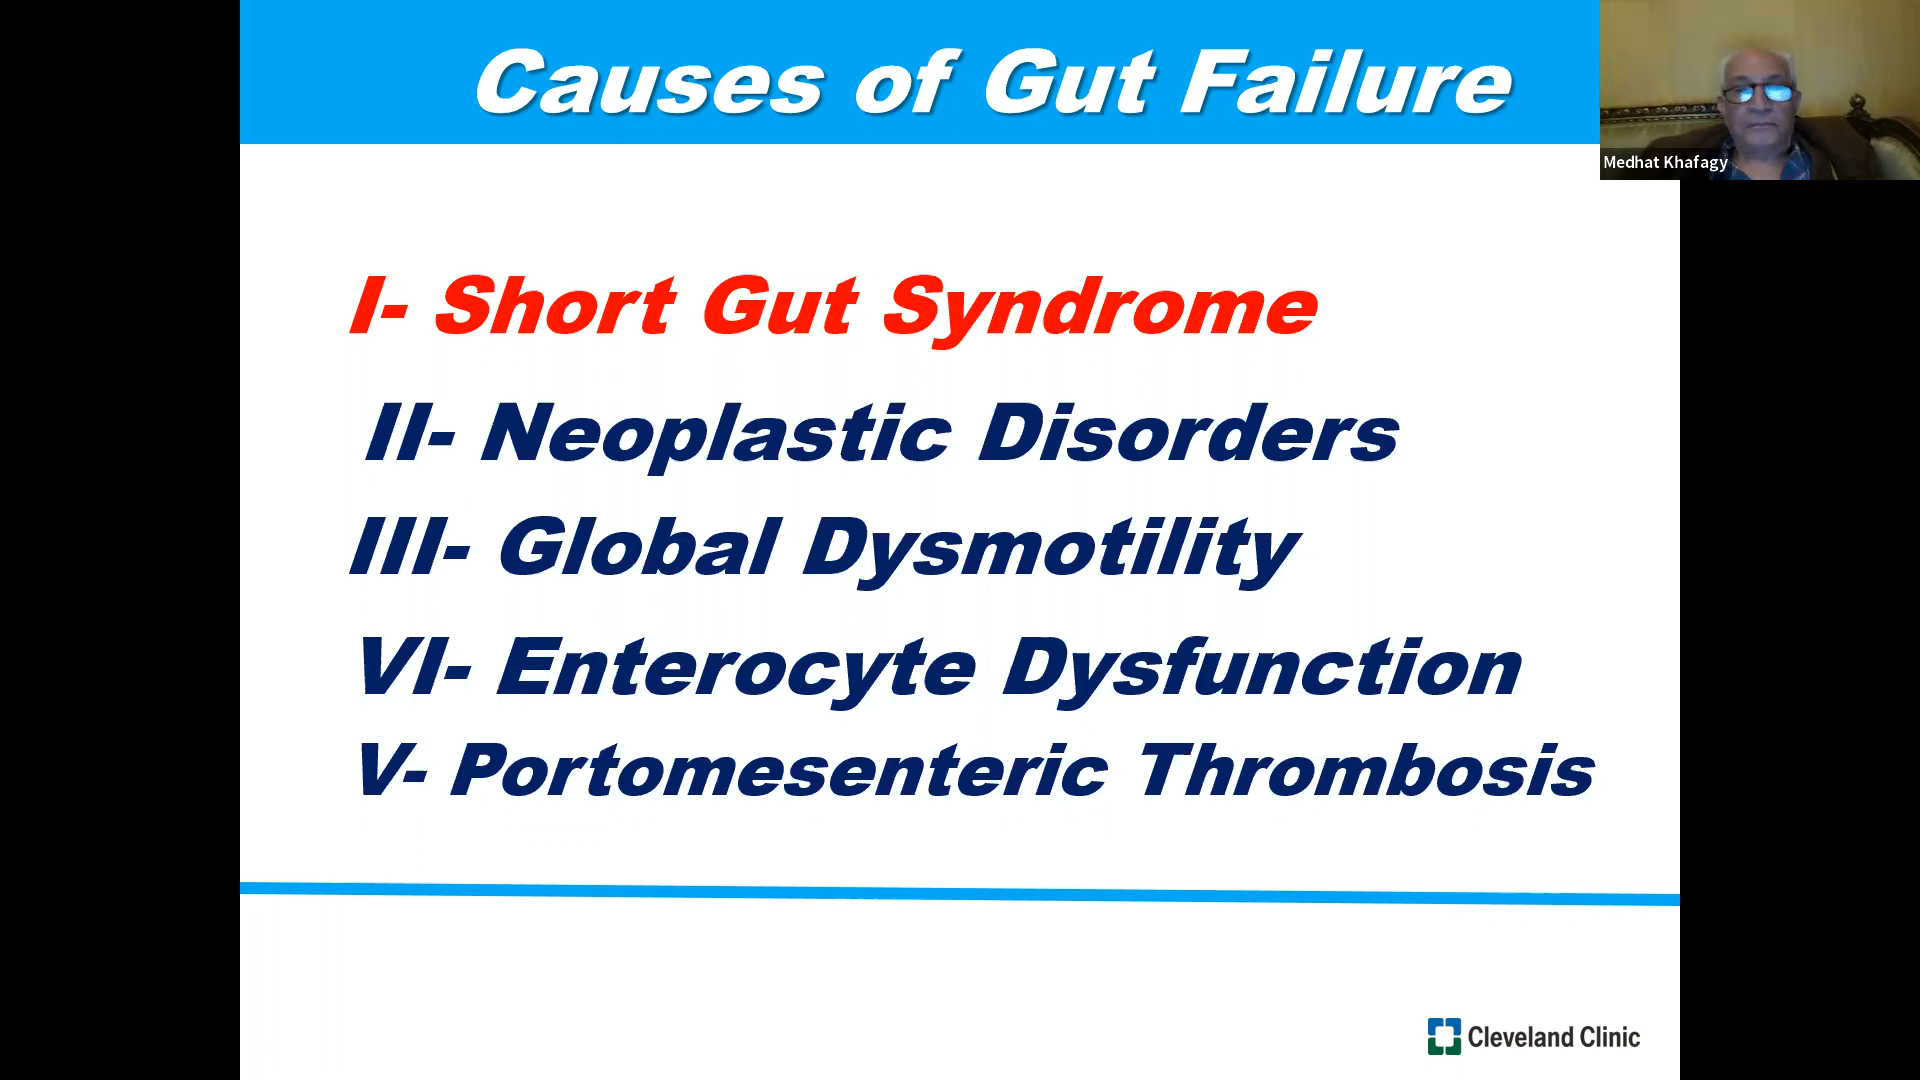 Causes of Gut Failure
Medhat Khafagy
I- Short Gut Syndrome
II- Neoplastic Disorders
III- Global Dysmotility
VI- Enterocyte Dysfunction
V- Portomesenteric Thrombosis
Cleveland Clinic